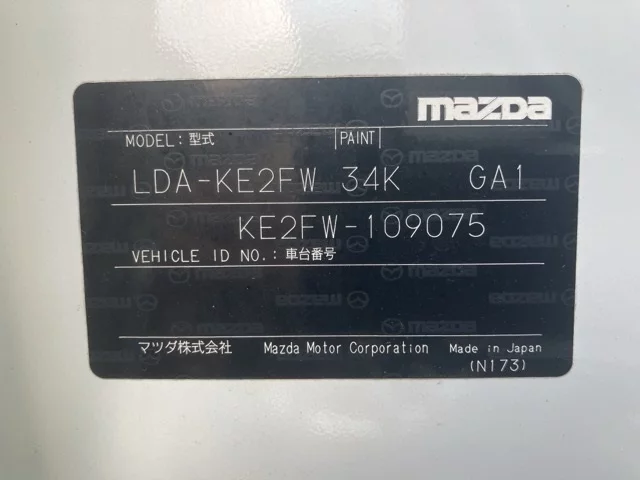 mazda
MODEL: 型式 PAINT
LDA-KE2FW 34K GA1
KE2FW-109075
VEHICLE ID NO.: 車台番号
マツダ株式会社 Mazda Motor Corporation Made in Japan
(N173)